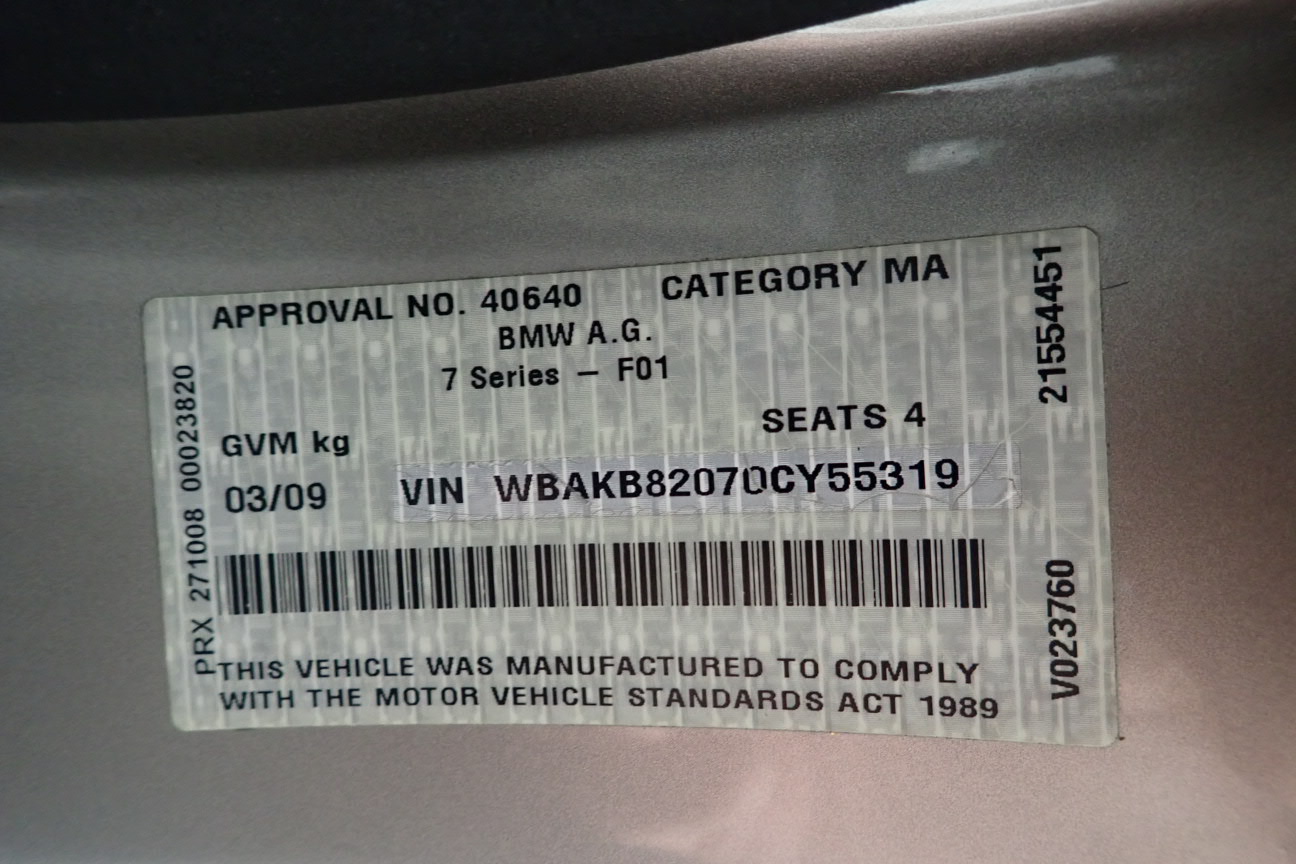 APPROVAL NO. 40640 CATEGORY MA
BMW A.G.
7 Series – F01
SEATS 4
GVM kg
03/09 VIN WBAKB82070CY55319
THIS VEHICLE WAS MANUFACTURED TO COMPLY
WITH THE MOTOR VEHICLE STANDARDS ACT 1989
PRX 271008 00023820
21554451
V023760